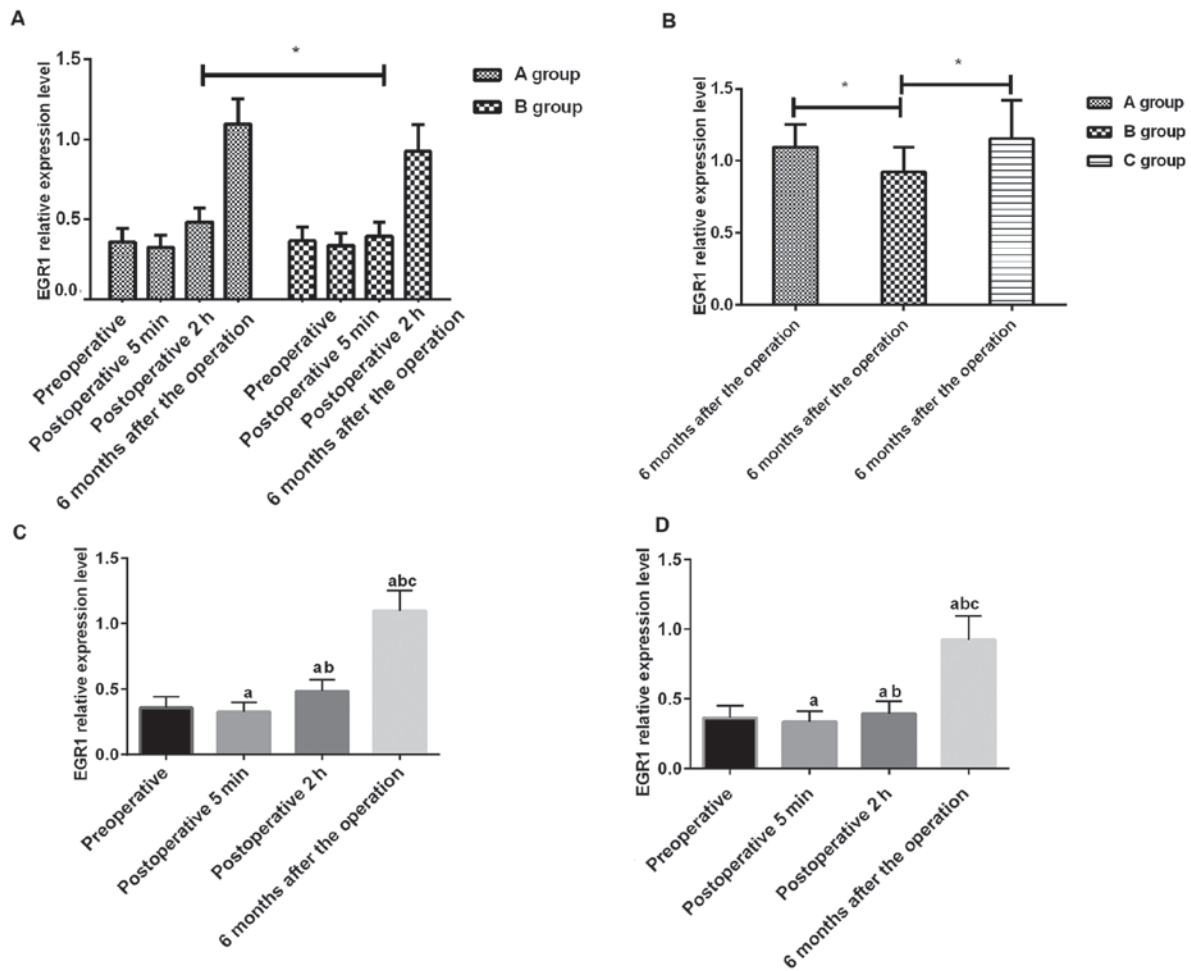 A
EGR1 relative expression level
1.5
1.0
0.5
0.0
*
A group
B group
Preoperative
Postoperative 5 min
Postoperative 2 h
6 months after the operation
Preoperative
Postoperative 5 min
Postoperative 2 h
6 months after the operation
B
EGR1 relative expression level
1.5
1.0
0.5
0.0
*
*
A group
B group
C group
6 months after the operation
6 months after the operation
6 months after the operation
C
EGR1 relative expression level
1.5
1.0
0.5
0.0
a
ab
abc
Preoperative
Postoperative 5 min
Postoperative 2 h
6 months after the operation
D
EGR1 relative expression level
1.5
1.0
0.5
0.0
a
ab
abc
Preoperative
Postoperative 5 min
Postoperative 2 h
6 months after the operation